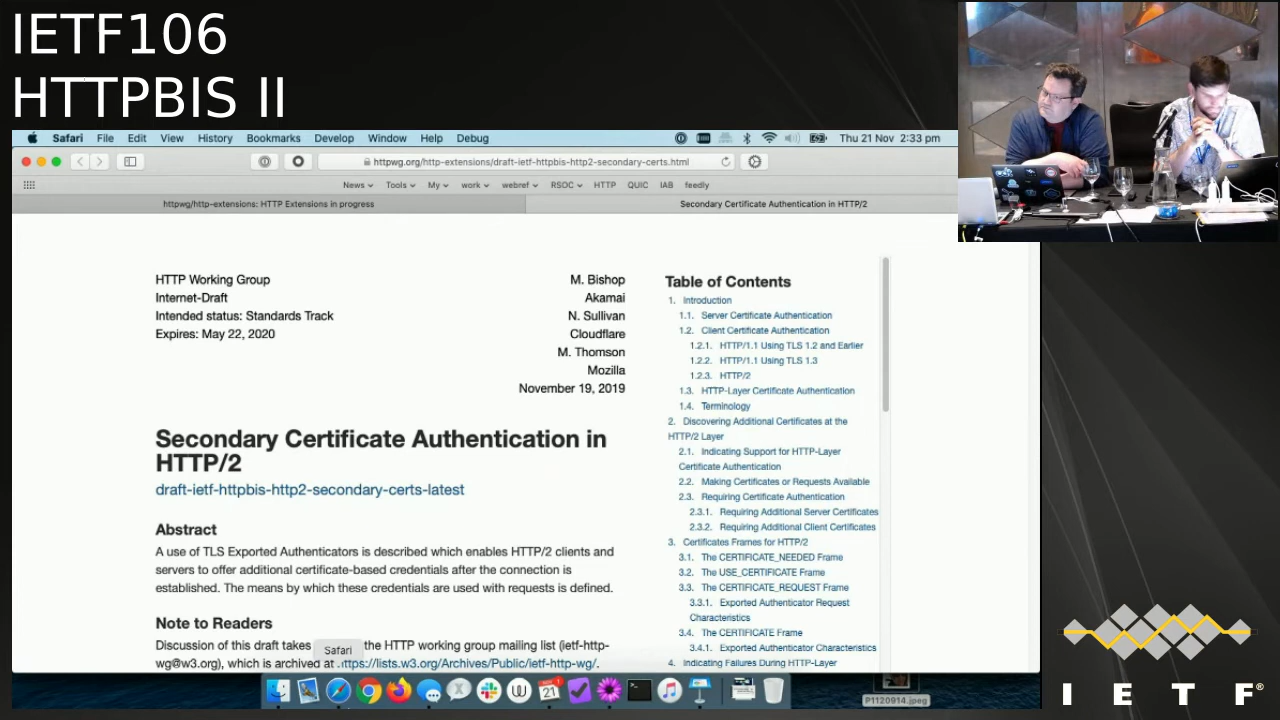 IETF106
HTTPBIS II
Safari File Edit View History Bookmarks Develop Window Help Debug Thu 21 Nov 2:33 pm
httpwg.org/http-extensions/draft-ietf-httpbis-http2-secondary-certs.html
News Tools My work webref RSOC HTTP QUIC IAB feedly
httpwg/http-extensions: HTTP Extensions in progress
Secondary Certificate Authentication in HTTP/2
HTTP Working Group
Internet-Draft
Intended status: Standards Track
Expires: May 22, 2020
M. Bishop
Akamai
N. Sullivan
Cloudflare
M. Thomson
Mozilla
November 19, 2019
Secondary Certificate Authentication in
HTTP/2
draft-ietf-httpbis-http2-secondary-certs-latest
Abstract
A use of TLS Exported Authenticators is described which enables HTTP/2 clients and
servers to offer additional certificate-based credentials after the connection is
established. The means by which these credentials are used with requests is defined.
Note to Readers
Discussion of this draft takes the HTTP working group mailing list (ietf-http-
wg@w3.org), which is archived at https://lists.w3.org/Archives/Public/ietf-http-wg/.
Safari
Table of Contents
1. Introduction
1.1. Server Certificate Authentication
1.2. Client Certificate Authentication
1.2.1. HTTP/1.1 Using TLS 1.2 and Earlier
1.2.2. HTTP/1.1 Using TLS 1.3
1.2.3. HTTP/2
1.3. HTTP-Layer Certificate Authentication
1.4. Terminology
2. Discovering Additional Certificates at the
HTTP/2 Layer
2.1. Indicating Support for HTTP-Layer
Certificate Authentication
2.2. Making Certificates or Requests Available
2.3. Requiring Certificate Authentication
2.3.1. Requiring Additional Server Certificates
2.3.2. Requiring Additional Client Certificates
3. Certificates Frames for HTTP/2
3.1. The CERTIFICATE_NEEDED Frame
3.2. The USE_CERTIFICATE Frame
3.3. The CERTIFICATE_REQUEST Frame
3.3.1. Exported Authenticator Request
Characteristics
3.4. The CERTIFICATE Frame
3.4.1. Exported Authenticator Characteristics
4. Indicating Failures During HTTP-Layer
21
P1120914.jpeg
I E T F®